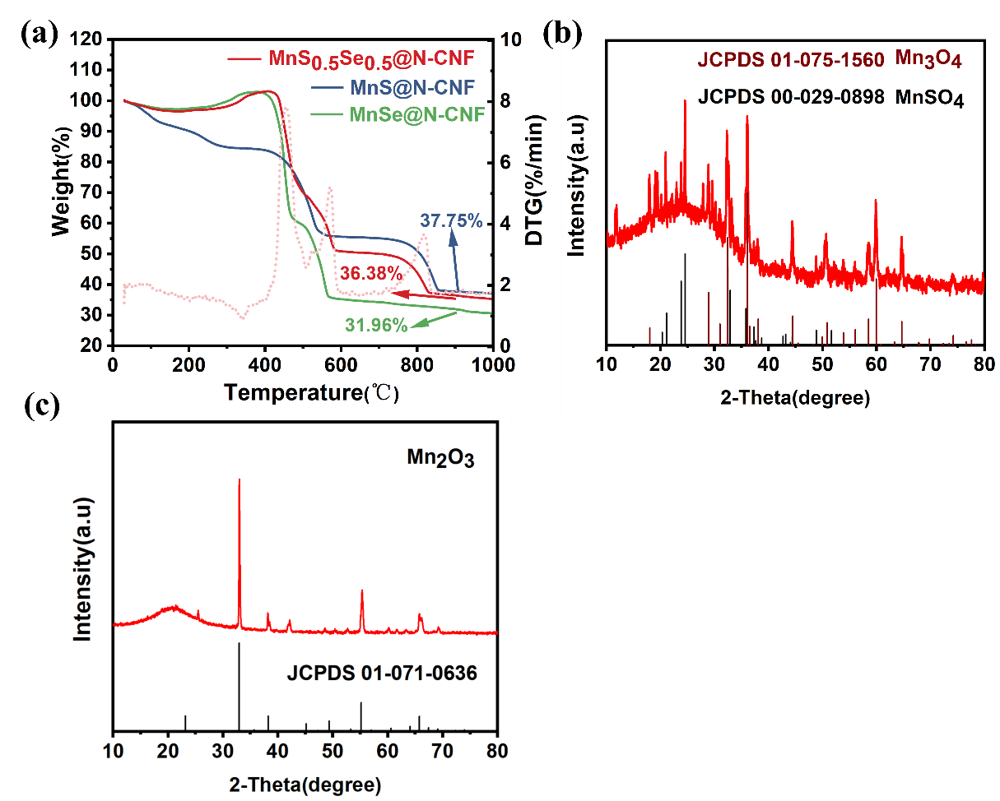 (a)
120
110
100
90
80
70
60
50
40
30
20
Weight(%)
10
8
6
4
2
0
DTG(%/min)
MnS0.5Se0.5@N-CNF
MnS@N-CNF
MnSe@N-CNF
37.75%
36.38%
31.96%
0 200 400 600 800 1000
Temperature(℃)
(b)
JCPDS 01-075-1560 Mn3O4
JCPDS 00-029-0898 MnSO4
Intensity(a.u)
10 20 30 40 50 60 70 80
2-Theta(degree)
(c)
Mn2O3
Intensity(a.u)
JCPDS 01-071-0636
10 20 30 40 50 60 70 80
2-Theta(degree)